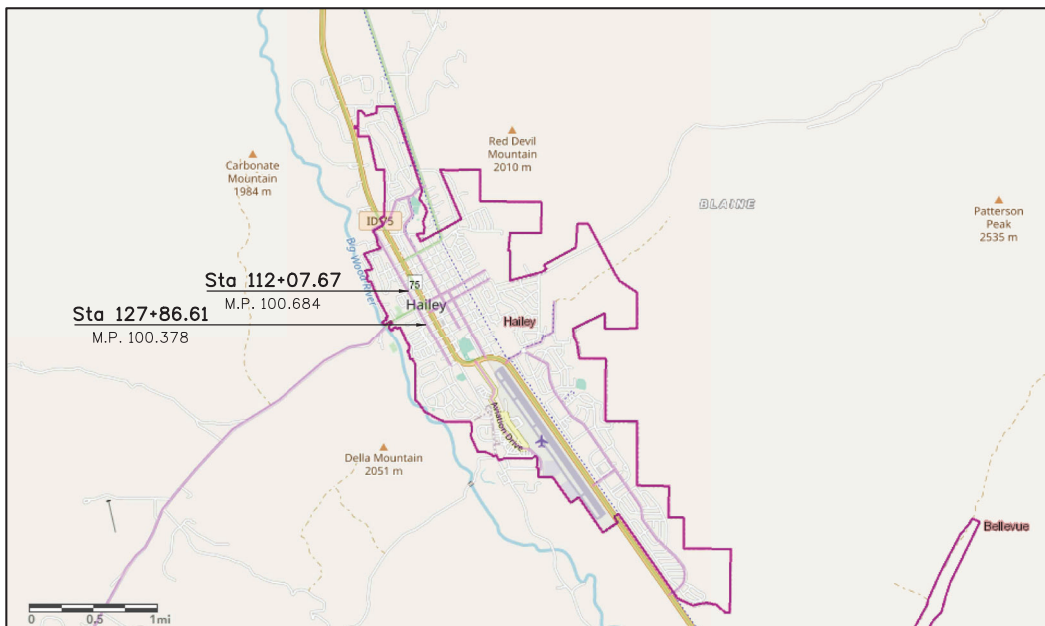 Red Devil
Mountain
2010 m
Carbonate
Mountain
1984 m
BLAINE
Patterson
Peak
2535 m
ID 75
Big Wood River
Sta 112+07.67
M.P. 100.684
75
Hailey
Sta 127+86.61
M.P. 100.378
Hailey
Aviation Drive
Della Mountain
2051 m
Bellevue
0 0.5 1mi